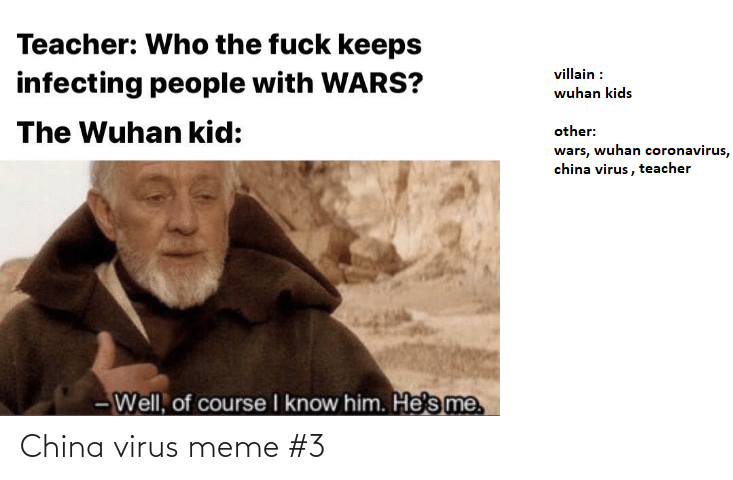 Teacher: Who the fuck keeps
infecting people with WARS?
The Wuhan kid:
– Well, of course I know him. He's me.
China virus meme #3
villain :
wuhan kids
other:
wars, wuhan coronavirus,
china virus , teacher